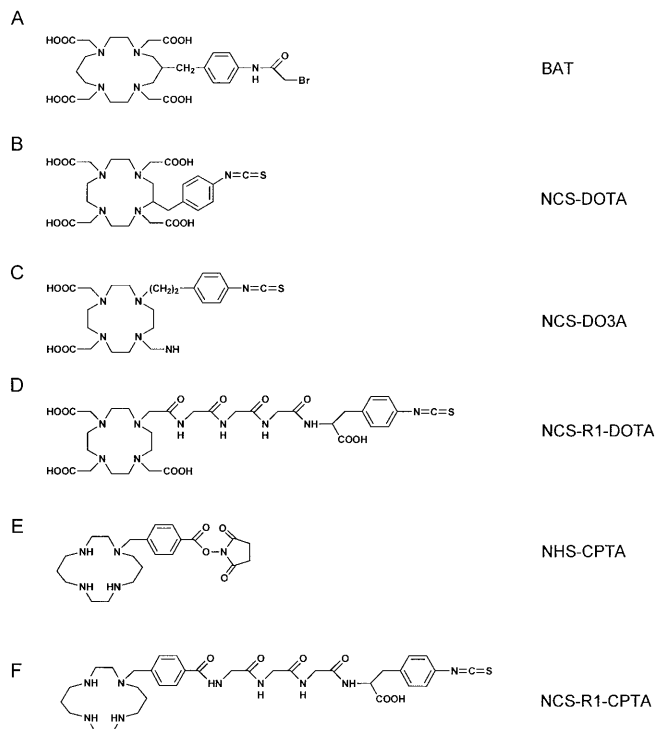 A
HOOC COOH
N N
CH2 N H O Br
N N
HOOC COOH
BAT
B
HOOC COOH
N N N=C=S
N N
HOOC COOH
NCS-DOTA
C
HOOC (CH2)2 N=C=S
N N
N N
HOOC NH
NCS-DO3A
D
HOOC O O O O N=C=S
N N N H N H N H NH
COOH
N N
HOOC COOH
NCS-R1-DOTA
E
NH N O O N O O
NH HN
NHS-CPTA
F
NH N O HN O N H O N H O NH N=C=S
COOH
NH HN
NCS-R1-CPTA